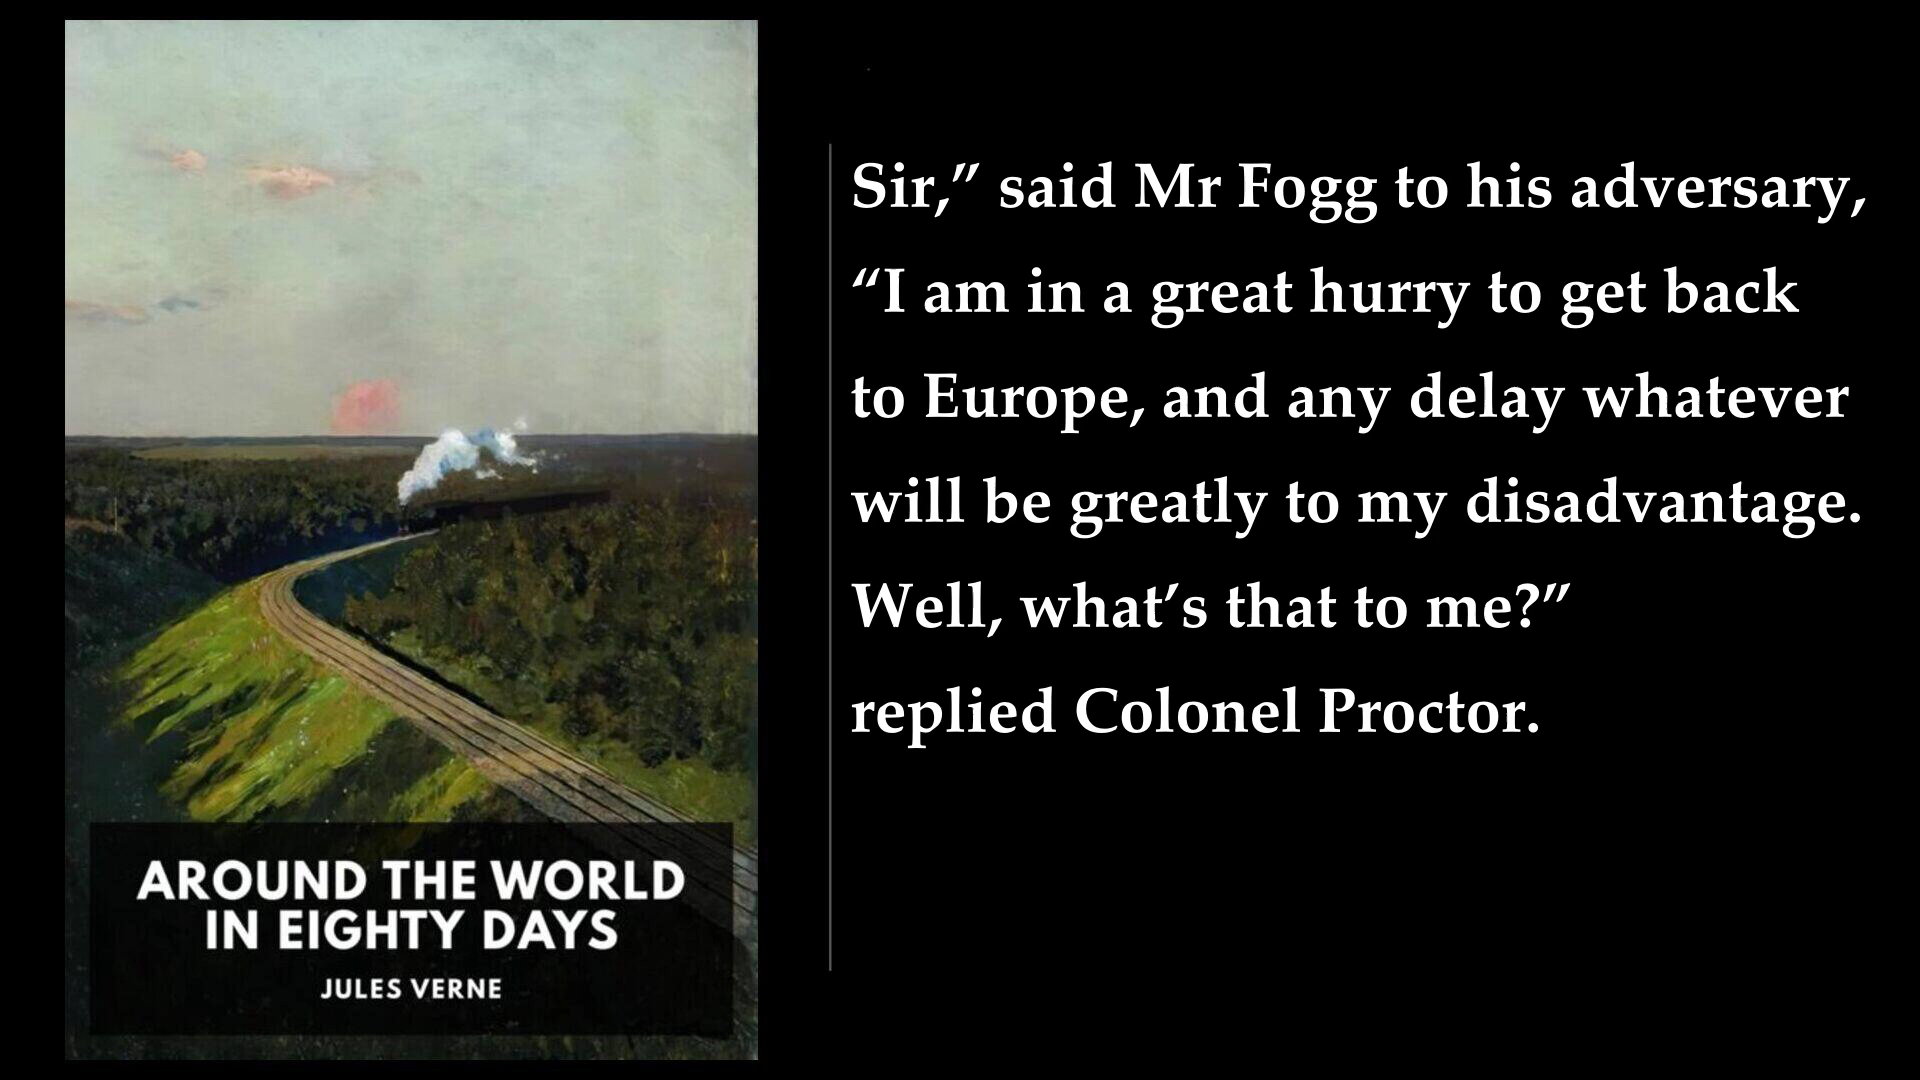 Sir,” said Mr Fogg to his adversary,
“I am in a great hurry to get back
to Europe, and any delay whatever
will be greatly to my disadvantage.
Well, what’s that to me?”
replied Colonel Proctor.
AROUND THE WORLD
IN EIGHTY DAYS
JULES VERNE